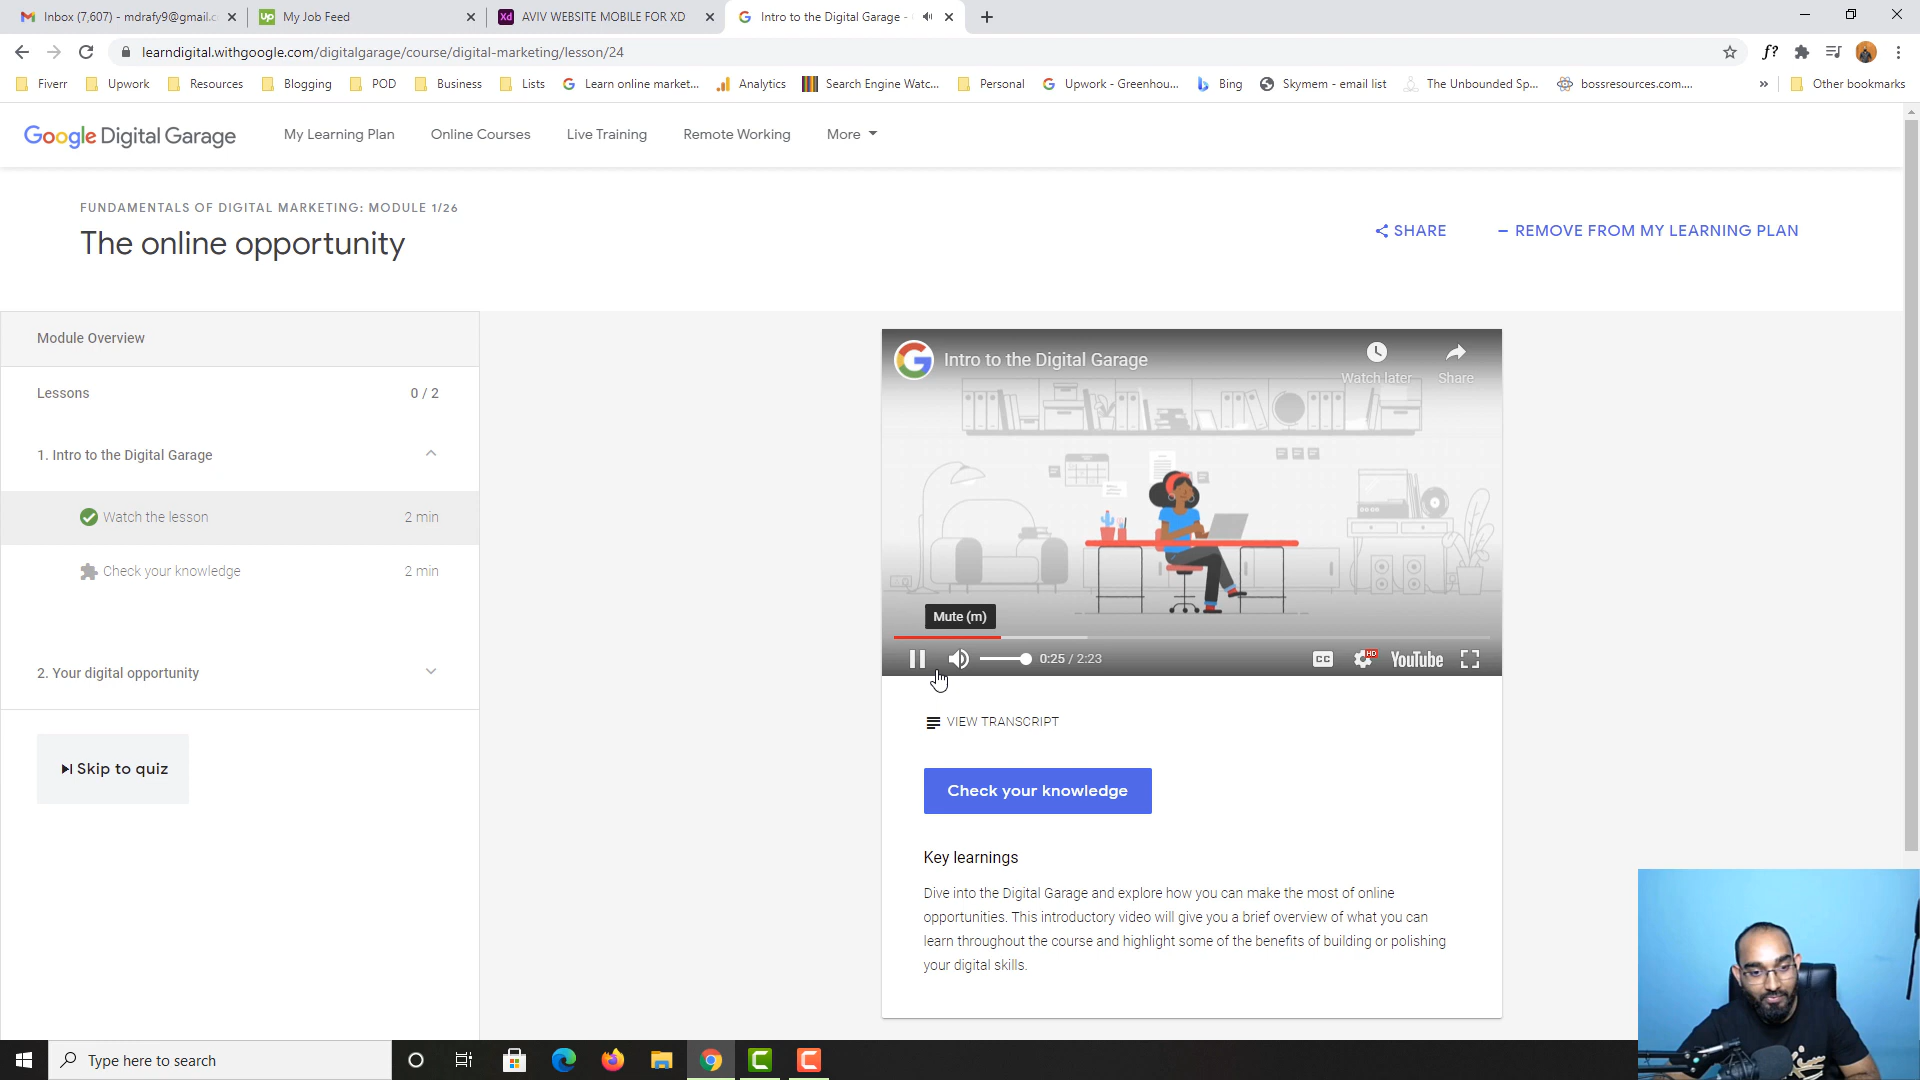 Inbox (7,607) - mdrafy9@gmail.c
My Job Feed
AVIV WEBSITE MOBILE FOR XD
Intro to the Digital Garage -
learndigital.withgoogle.com/digitalgarage/course/digital-marketing/lesson/24
Fiverr
Upwork
Resources
Blogging
POD
Business
Lists
Learn online market...
Analytics
Search Engine Watc...
Personal
Upwork - Greenhou...
Bing
Skymem - email list
The Unbounded Sp...
bossresources.com....
»
Other bookmarks
Google Digital Garage
My Learning Plan
Online Courses
Live Training
Remote Working
More
FUNDAMENTALS OF DIGITAL MARKETING: MODULE 1/26
The online opportunity
SHARE
REMOVE FROM MY LEARNING PLAN
Module Overview
Lessons
0 / 2
1. Intro to the Digital Garage
Watch the lesson
2 min
Check your knowledge
2 min
2. Your digital opportunity
Skip to quiz
Intro to the Digital Garage
Watch later
Share
Mute (m)
0:25 / 2:23
CC
HD
YouTube
VIEW TRANSCRIPT
Check your knowledge
Key learnings
Dive into the Digital Garage and explore how you can make the most of online
opportunities. This introductory video will give you a brief overview of what you can
learn throughout the course and highlight some of the benefits of building or polishing
your digital skills.
Type here to search